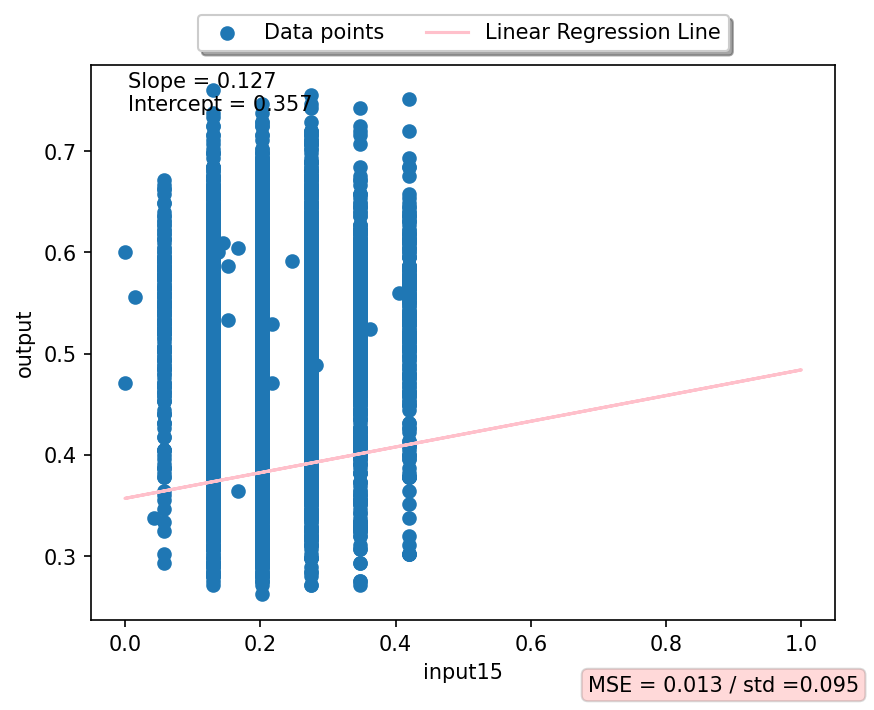 Data points
Linear Regression Line
Slope = 0.127
Intercept = 0.357
output
0.7
0.6
0.5
0.4
0.3
0.0
0.2
0.4
0.6
0.8
1.0
input15
MSE = 0.013 / std =0.095